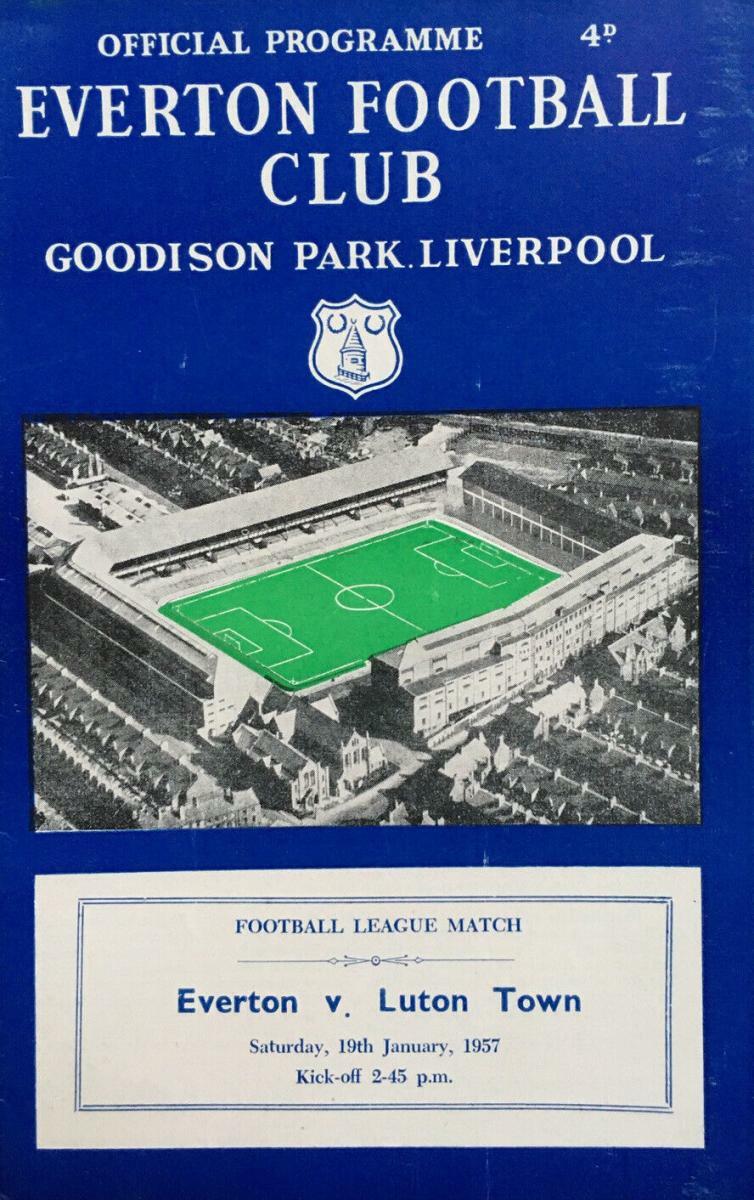 OFFICIAL PROGRAMME 4D.
EVERTON FOOTBALL
CLUB
GOODISON PARK. LIVERPOOL
FOOTBALL LEAGUE MATCH
Everton v. Luton Town
Saturday, 19th January, 1957
Kick-off 2-45 p.m.